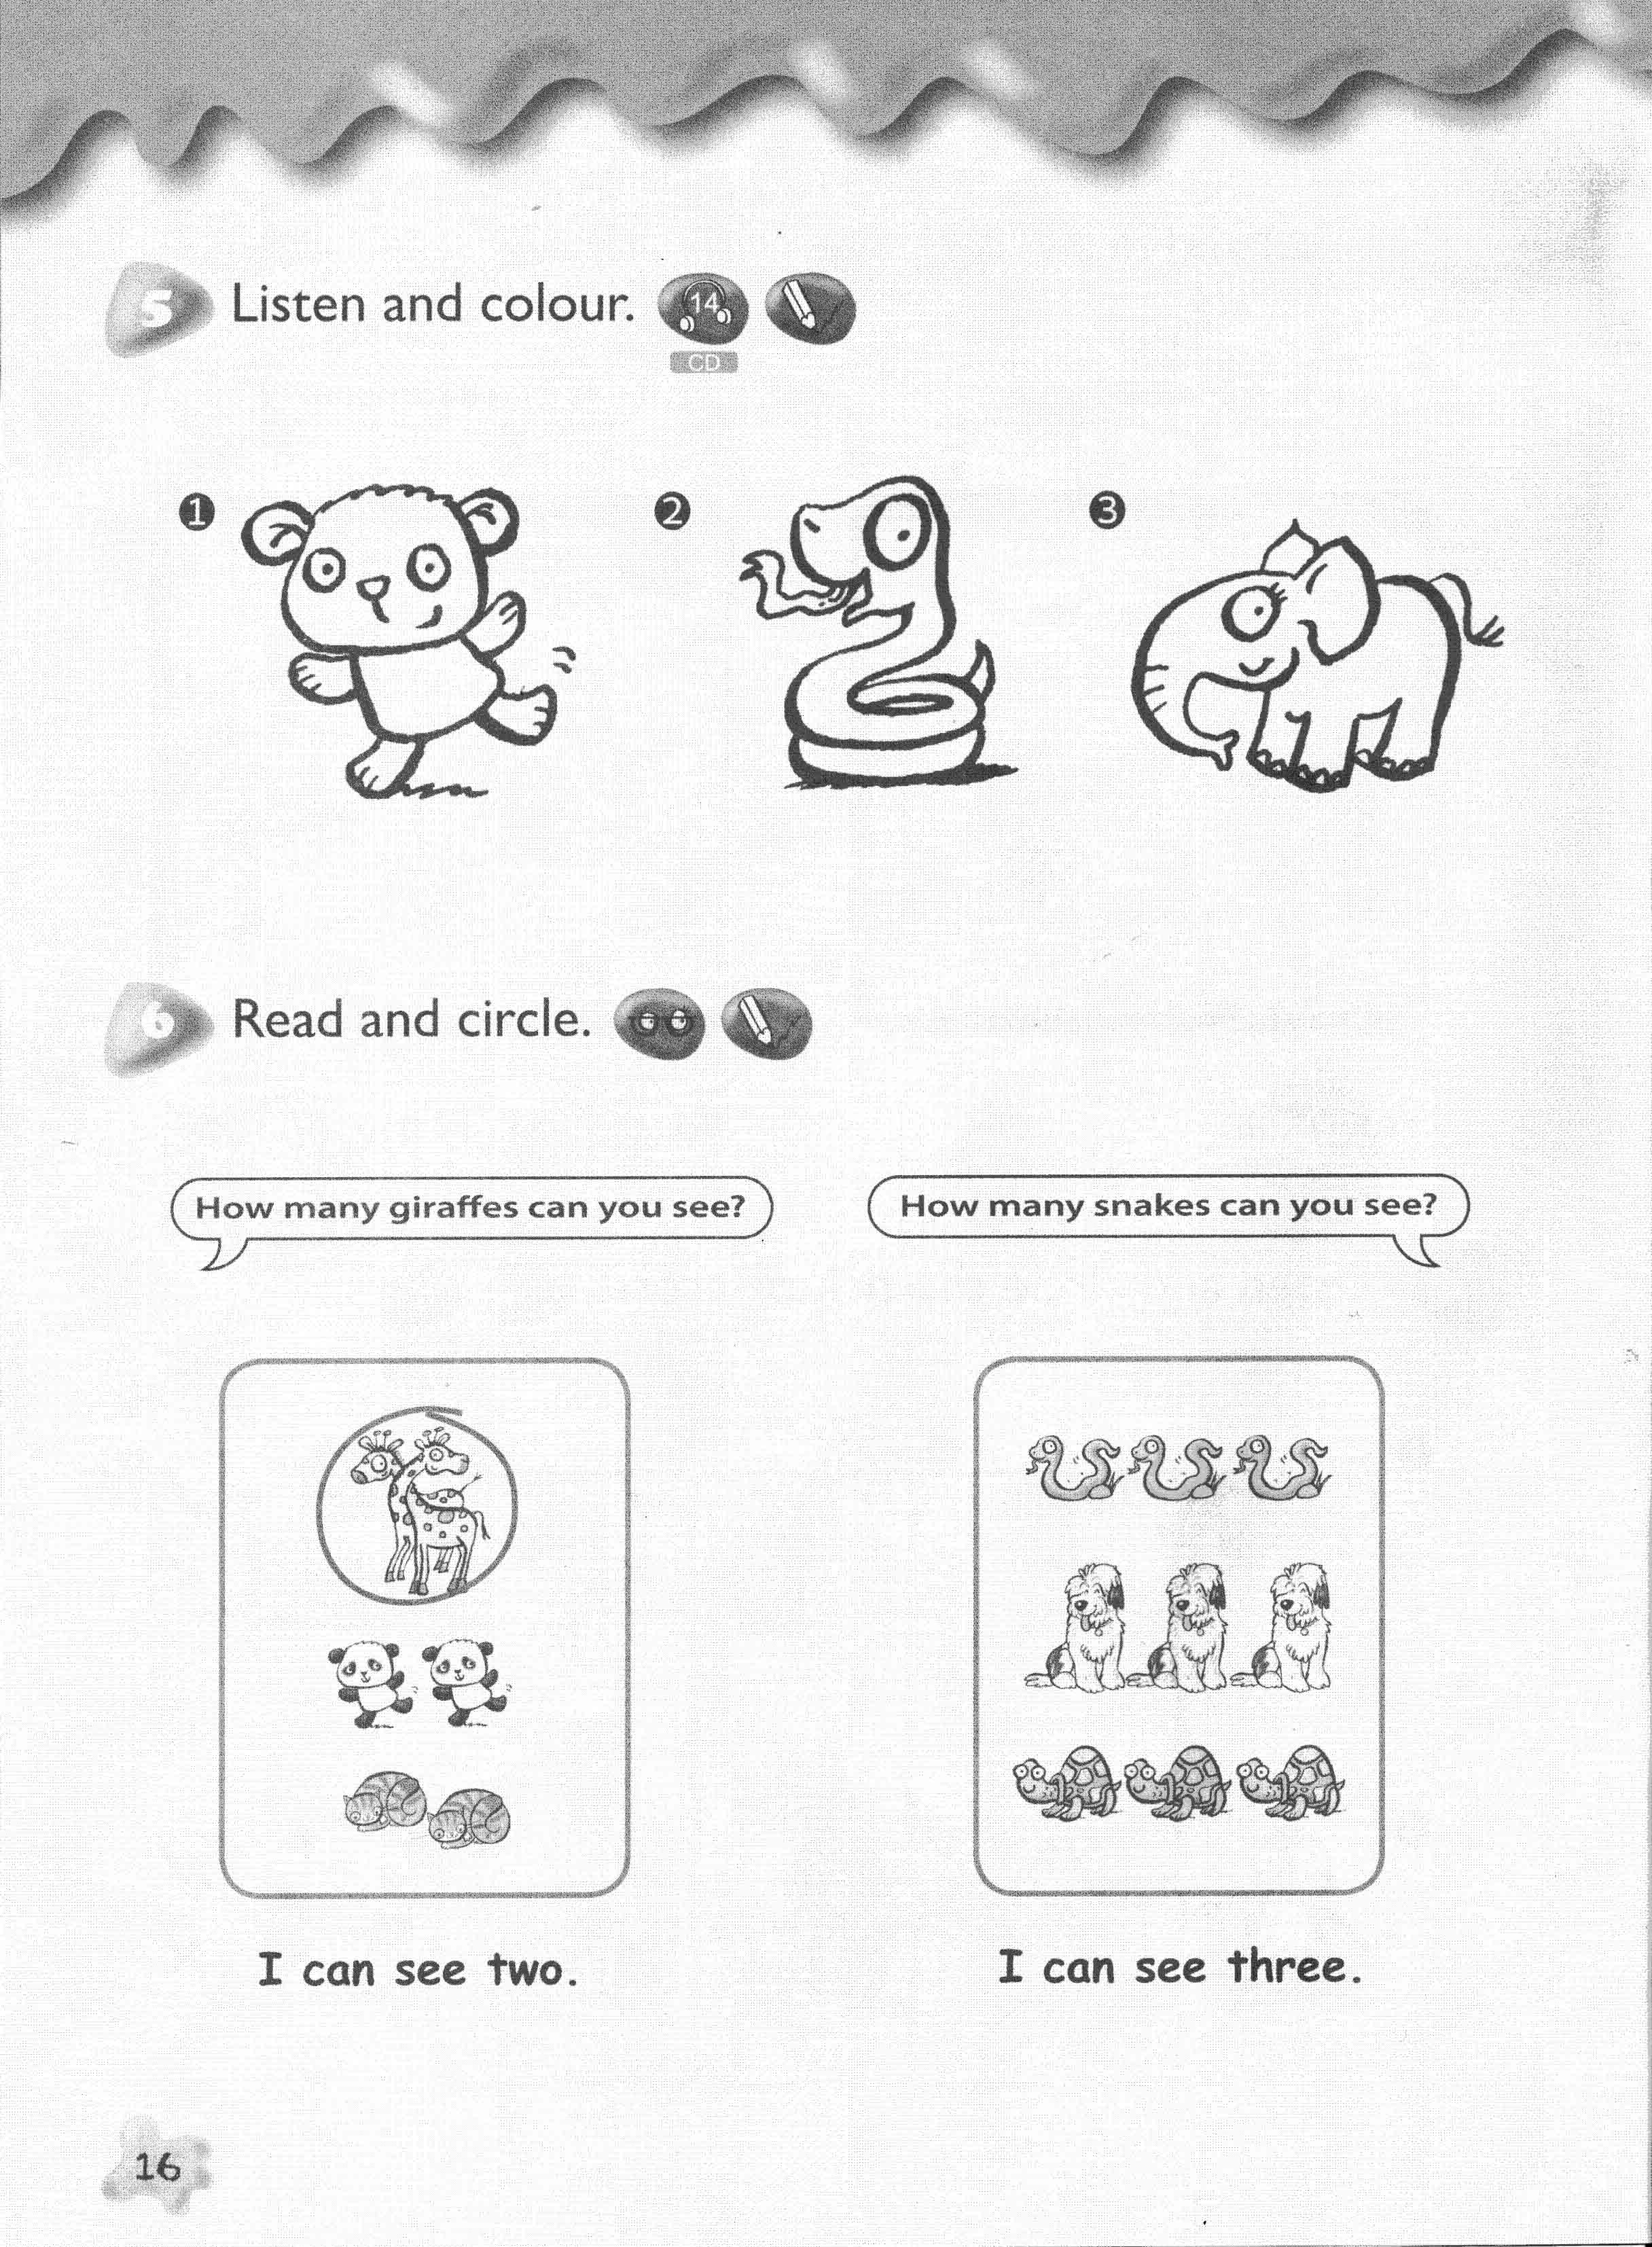 5 Listen and colour. 14
CD
1 2 3
6 Read and circle.
How many giraffes can you see? How many snakes can you see?
I can see two. I can see three.
16